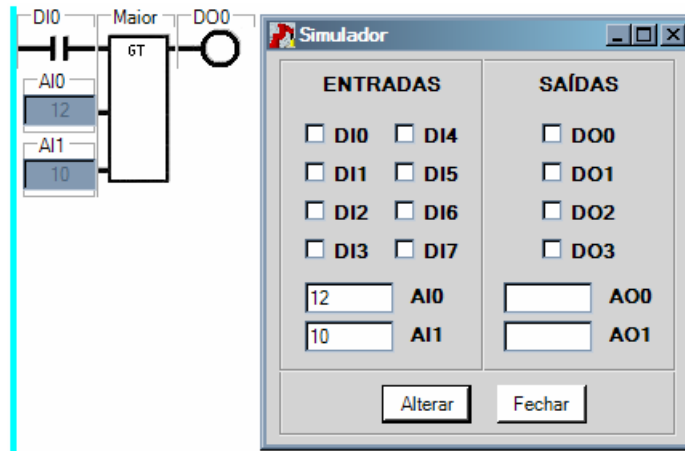 DI0 Maior DO0
GT
AI0
12
AI1
10
Simulador
ENTRADAS SAÍDAS
DI0 DI4 DO0
DI1 DI5 DO1
DI2 DI6 DO2
DI3 DI7 DO3
12 AI0 AO0
10 AI1 AO1
Alterar Fechar